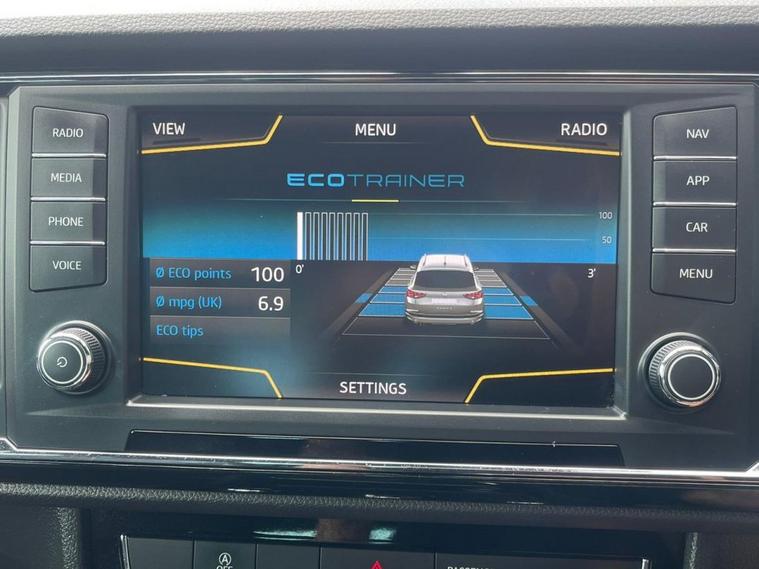 RADIO
MEDIA
PHONE
VOICE
VIEW
MENU
RADIO
ECOTRAINER
100
50
0'
3'
Ø ECO points 100
Ø mpg (UK) 6.9
ECO tips
SETTINGS
NAV
APP
CAR
MENU
A
OFF